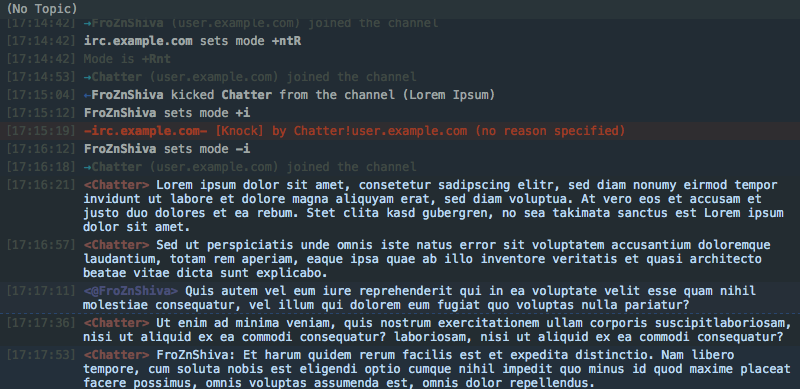 (No Topic)
[17:14:42] →FroZnShiva (user.example.com) joined the channel
[17:14:42] irc.example.com sets mode +ntR
[17:14:42] Mode is +Rnt
[17:14:53] →Chatter (user.example.com) joined the channel
[17:15:04] ←FroZnShiva kicked Chatter from the channel (Lorem Ipsum)
[17:15:12] FroZnShiva sets mode +i
[17:15:19] -irc.example.com- [Knock] by Chatter!user.example.com (no reason specified)
[17:16:12] FroZnShiva sets mode -i
[17:16:18] →Chatter (user.example.com) joined the channel
[17:16:21] <Chatter> Lorem ipsum dolor sit amet, consetetur sadipscing elitr, sed diam nonumy eirmod tempor
invidunt ut labore et dolore magna aliquyam erat, sed diam voluptua. At vero eos et accusam et
justo duo dolores et ea rebum. Stet clita kasd gubergren, no sea takimata sanctus est Lorem ipsum
dolor sit amet.
[17:16:57] <Chatter> Sed ut perspiciatis unde omnis iste natus error sit voluptatem accusantium doloremque
laudantium, totam rem aperiam, eaque ipsa quae ab illo inventore veritatis et quasi architecto
beatae vitae dicta sunt explicabo.
[17:17:11] <@FroZnShiva> Quis autem vel eum iure reprehenderit qui in ea voluptate velit esse quam nihil
molestiae consequatur, vel illum qui dolorem eum fugiat quo voluptas nulla pariatur?
[17:17:36] <Chatter> Ut enim ad minima veniam, quis nostrum exercitationem ullam corporis suscipitlaboriosam,
nisi ut aliquid ex ea commodi consequatur? laboriosam, nisi ut aliquid ex ea commodi consequatur?
[17:17:53] <Chatter> FroZnShiva: Et harum quidem rerum facilis est et expedita distinctio. Nam libero
tempore, cum soluta nobis est eligendi optio cumque nihil impedit quo minus id quod maxime placeat
facere possimus, omnis voluptas assumenda est, omnis dolor repellendus.